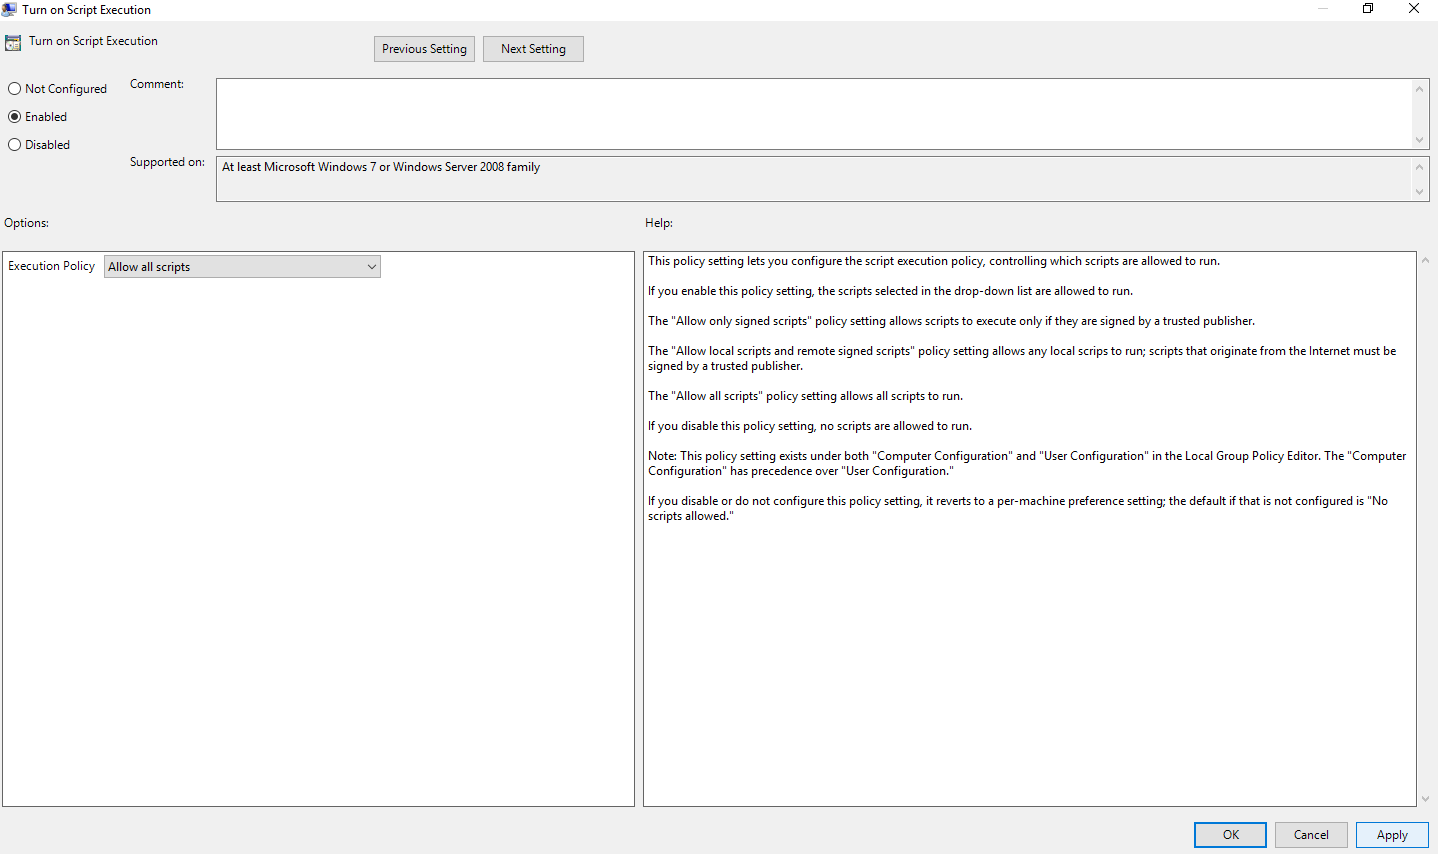 Turn on Script Execution
Turn on Script Execution
Previous Setting
Next Setting
Not Configured
Enabled
Disabled
Comment:
Supported on:
At least Microsoft Windows 7 or Windows Server 2008 family
Options:
Help:
Execution Policy
Allow all scripts
This policy setting lets you configure the script execution policy, controlling which scripts are allowed to run.
If you enable this policy setting, the scripts selected in the drop-down list are allowed to run.
The "Allow only signed scripts" policy setting allows scripts to execute only if they are signed by a trusted publisher.
The "Allow local scripts and remote signed scripts" policy setting allows any local scrips to run; scripts that originate from the Internet must be
signed by a trusted publisher.
The "Allow all scripts" policy setting allows all scripts to run.
If you disable this policy setting, no scripts are allowed to run.
Note: This policy setting exists under both "Computer Configuration" and "User Configuration" in the Local Group Policy Editor. The "Computer
Configuration" has precedence over "User Configuration."
If you disable or do not configure this policy setting, it reverts to a per-machine preference setting; the default if that is not configured is "No
scripts allowed."
OK
Cancel
Apply